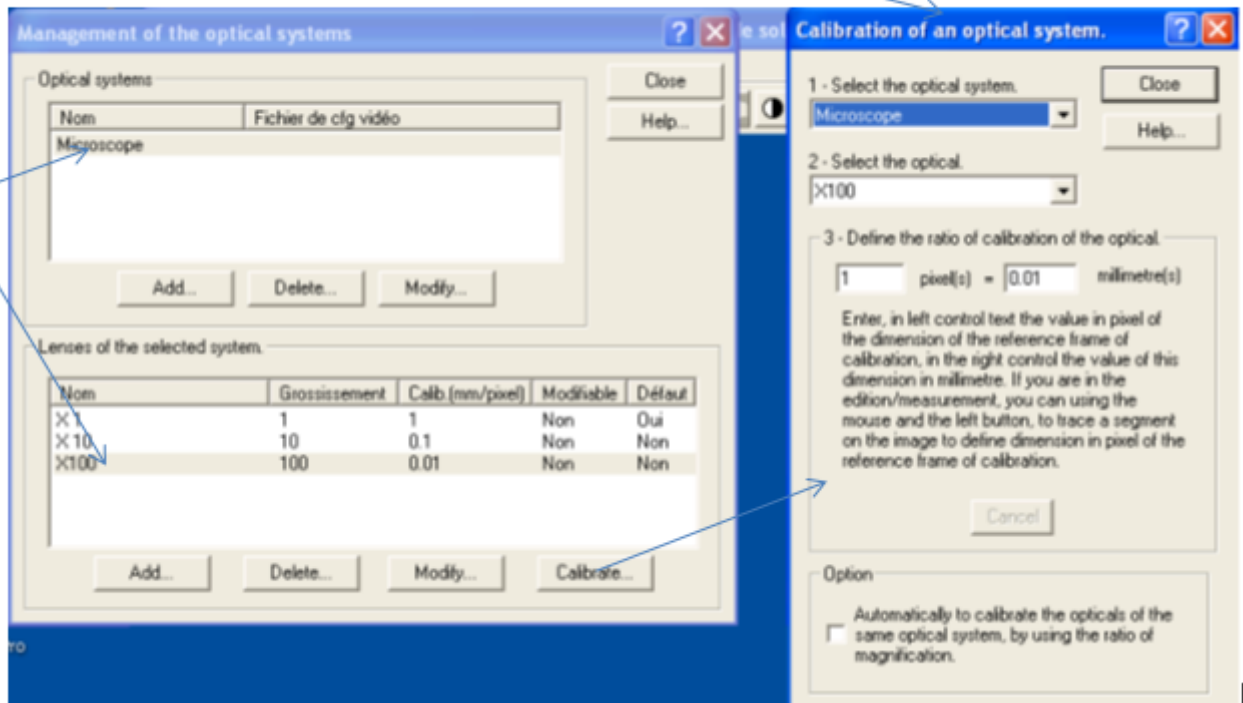 Management of the optical systems
Optical systems
Close
Help...
Nom Fichier de cfg vidéo
Microscope
Add... Delete... Modify...
Lenses of the selected system.
Nom Grossissement Calib.(mm/pixel) Modifiable Défaut
X 1 1 1 Non Oui
X 10 10 0.1 Non Non
X100 100 0.01 Non Non
Add... Delete... Modify... Calibrate...
e sol
ro
Calibration of an optical system.
1 - Select the optical system.
Close
Microscope
Help...
2 - Select the optical.
X100
3 - Define the ratio of calibration of the optical.
1 pixel(s) = 0.01 millimetre(s)
Enter, in left control text the value in pixel of
the dimension of the reference frame of
calibration, in the right control the value of this
dimension in millimetre. If you are in the
edition/measurement, you can using the
mouse and the left button, to trace a segment
on the image to define dimension in pixel of the
reference frame of calibration.
Cancel
Option
Automatically to calibrate the opticals of the
same optical system, by using the ratio of
magnification.